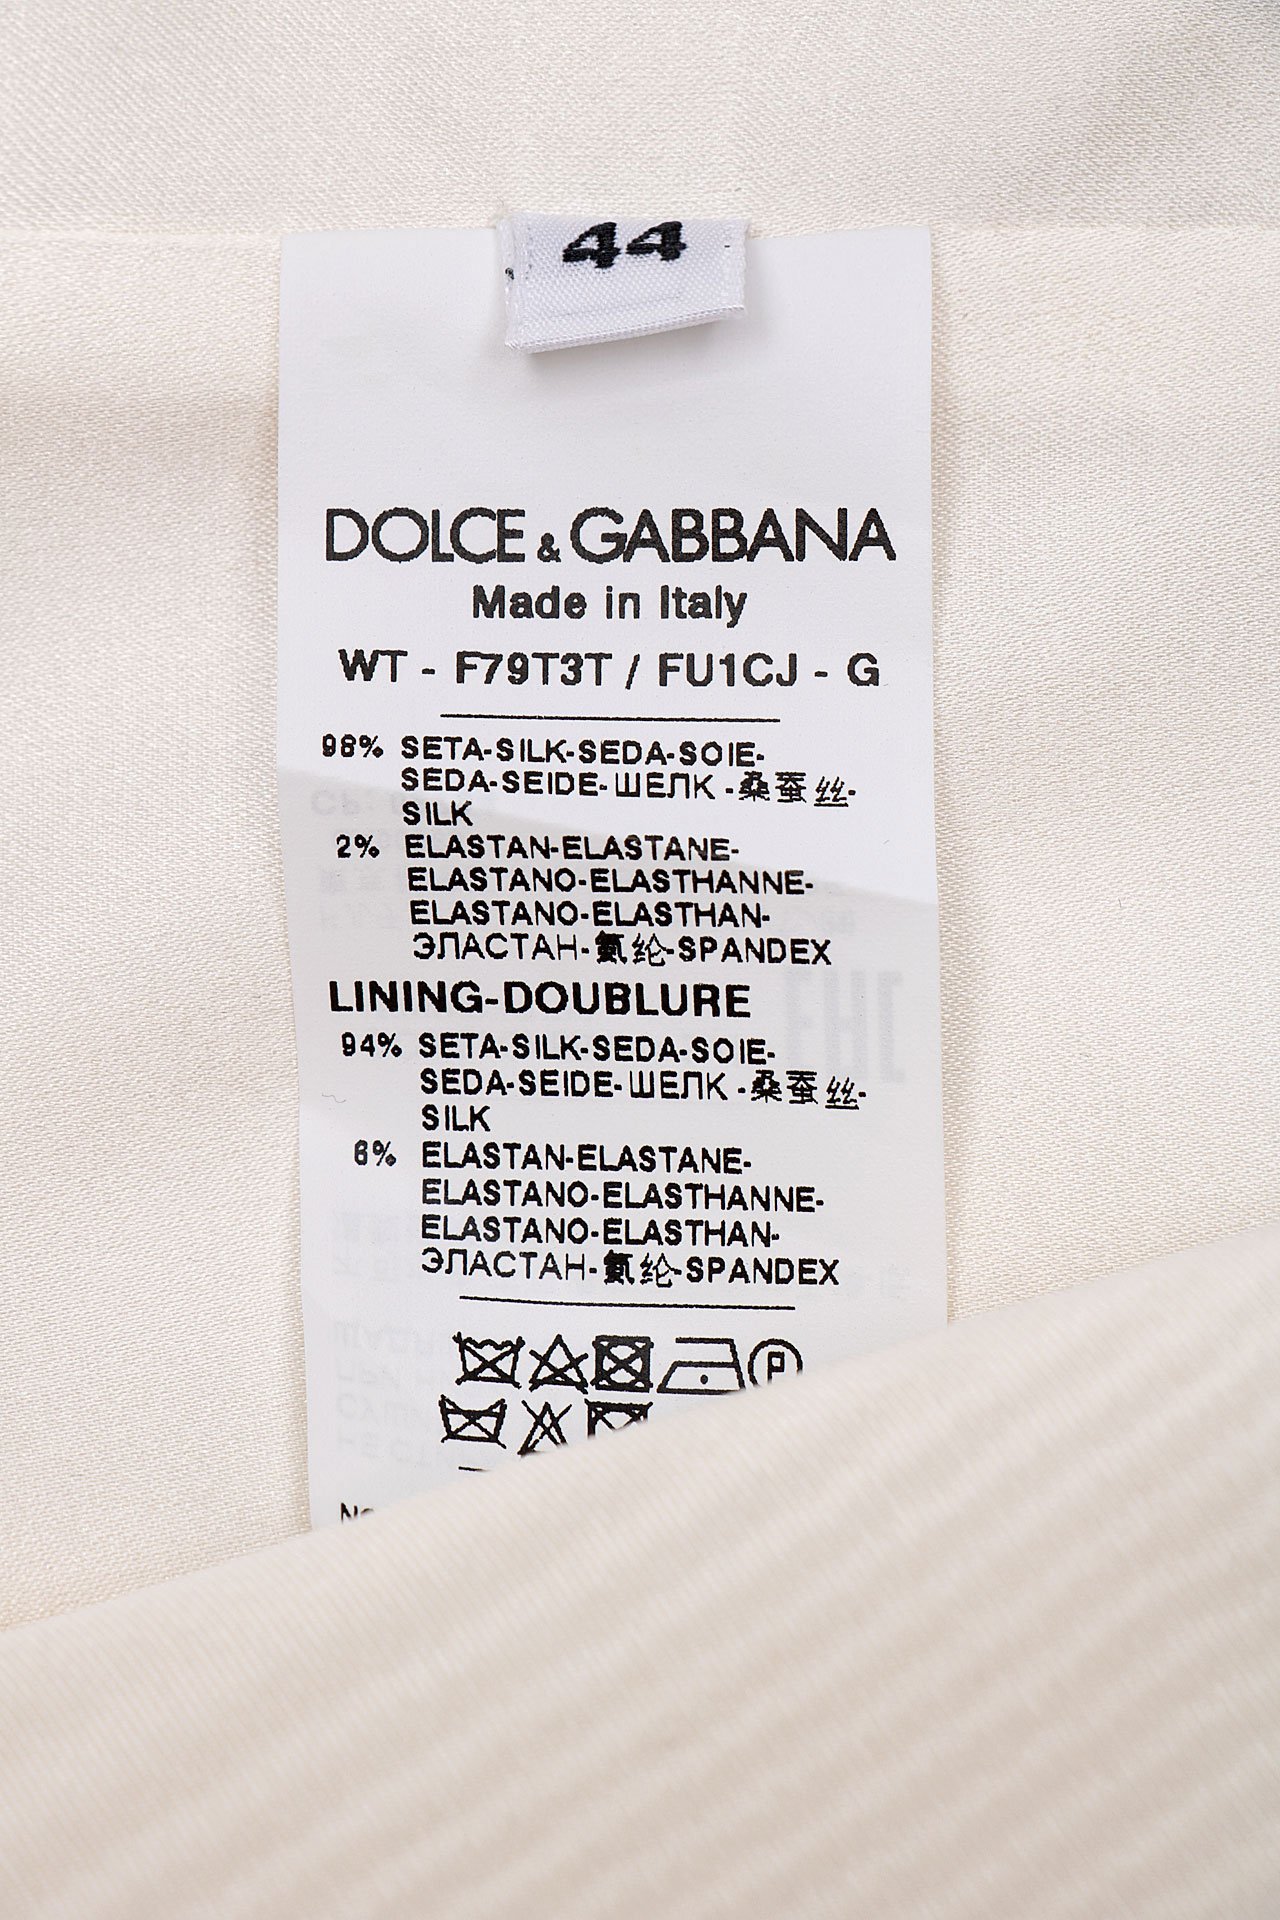 44
DOLCE & GABBANA
Made in Italy
WT - F79T3T / FU1CJ - G
98% SETA-SILK-SEDA-SOIE-
SEDA-SEIDE-ШЕЛК-桑蚕丝-
SILK
2% ELASTAN-ELASTANE-
ELASTANO-ELASTHANNE-
ELASTANO-ELASTHAN-
ЭЛАСТАН-氨纶-SPANDEX
LINING-DOUBLURE
94% SETA-SILK-SEDA-SOIE-
SEDA-SEIDE-ШЕЛК-桑蚕丝-
SILK
6% ELASTAN-ELASTANE-
ELASTANO-ELASTHANNE-
ELASTANO-ELASTHAN-
ЭЛАСТАН-氨纶-SPANDEX
P